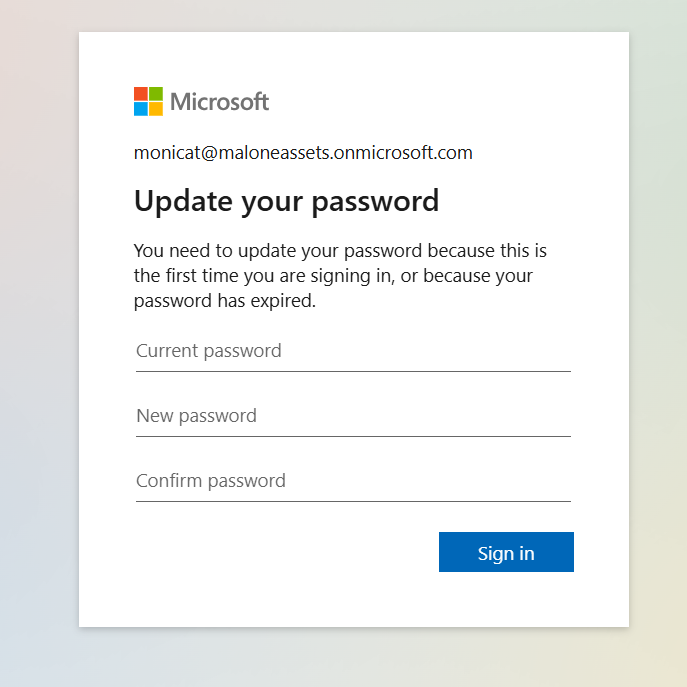 Microsoft
monicat@maloneassets.onmicrosoft.com
Update your password
You need to update your password because this is
the first time you are signing in, or because your
password has expired.
Current password
New password
Confirm password
Sign in